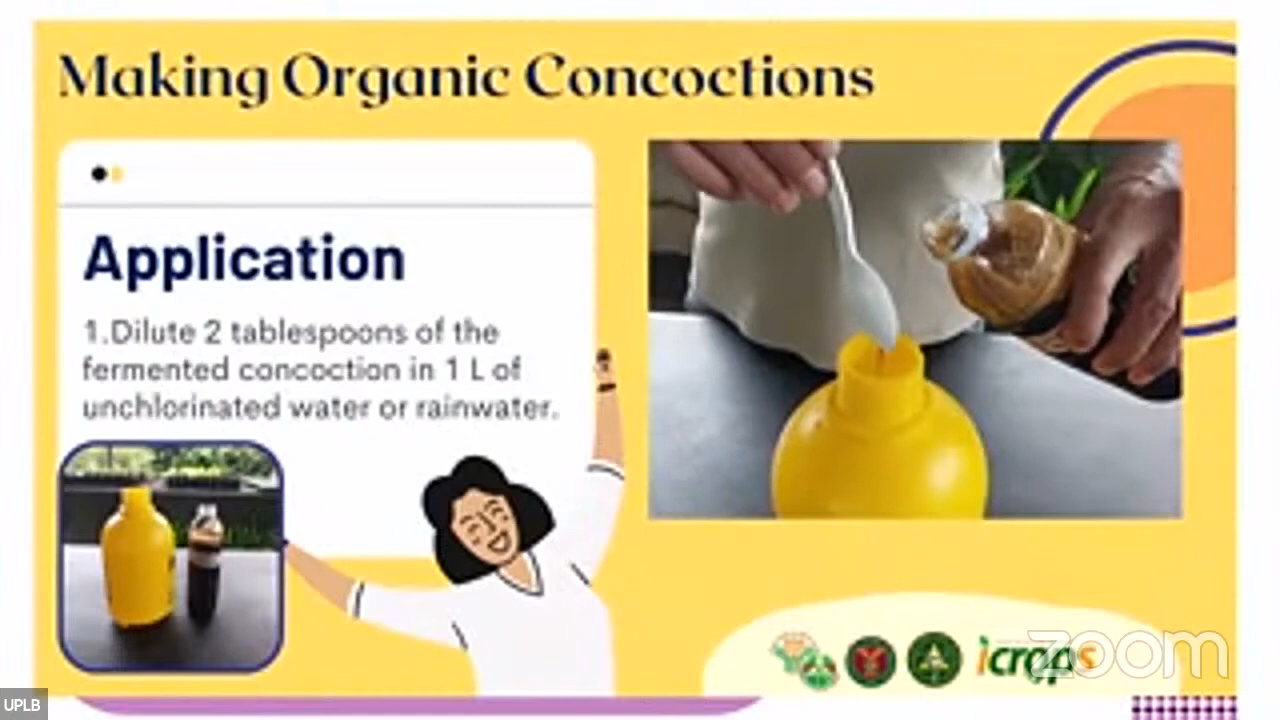 Making Organic Concoctions
Application
1.Dilute 2 tablespoons of the
fermented concoction in 1 L of
unchlorinated water or rainwater.
icrops
zoom
UPLB